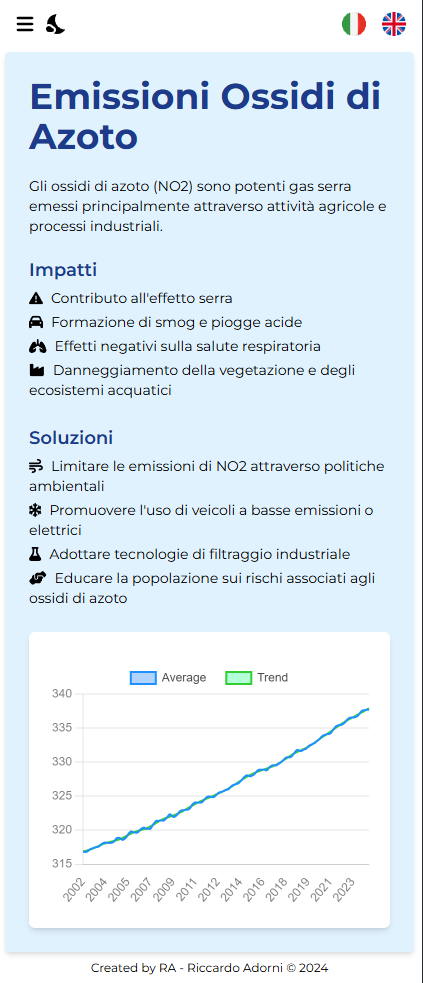 Emissioni Ossidi di
Azoto
Gli ossidi di azoto (NO2) sono potenti gas serra
emessi principalmente attraverso attività agricole e
processi industriali.
Impatti
Contributo all'effetto serra
Formazione di smog e piogge acide
Effetti negativi sulla salute respiratoria
Danneggiamento della vegetazione e degli
ecosistemi acquatici
Soluzioni
Limitare le emissioni di NO2 attraverso politiche
ambientali
Promuovere l'uso di veicoli a basse emissioni o
elettrici
Adottare tecnologie di filtraggio industriale
Educare la popolazione sui rischi associati agli
ossidi di azoto
Average Trend
340
335
330
325
320
315
2002 2004 2005 2007 2009 2011 2012 2014 2016 2018 2019 2021 2023
Created by RA - Riccardo Adorni © 2024